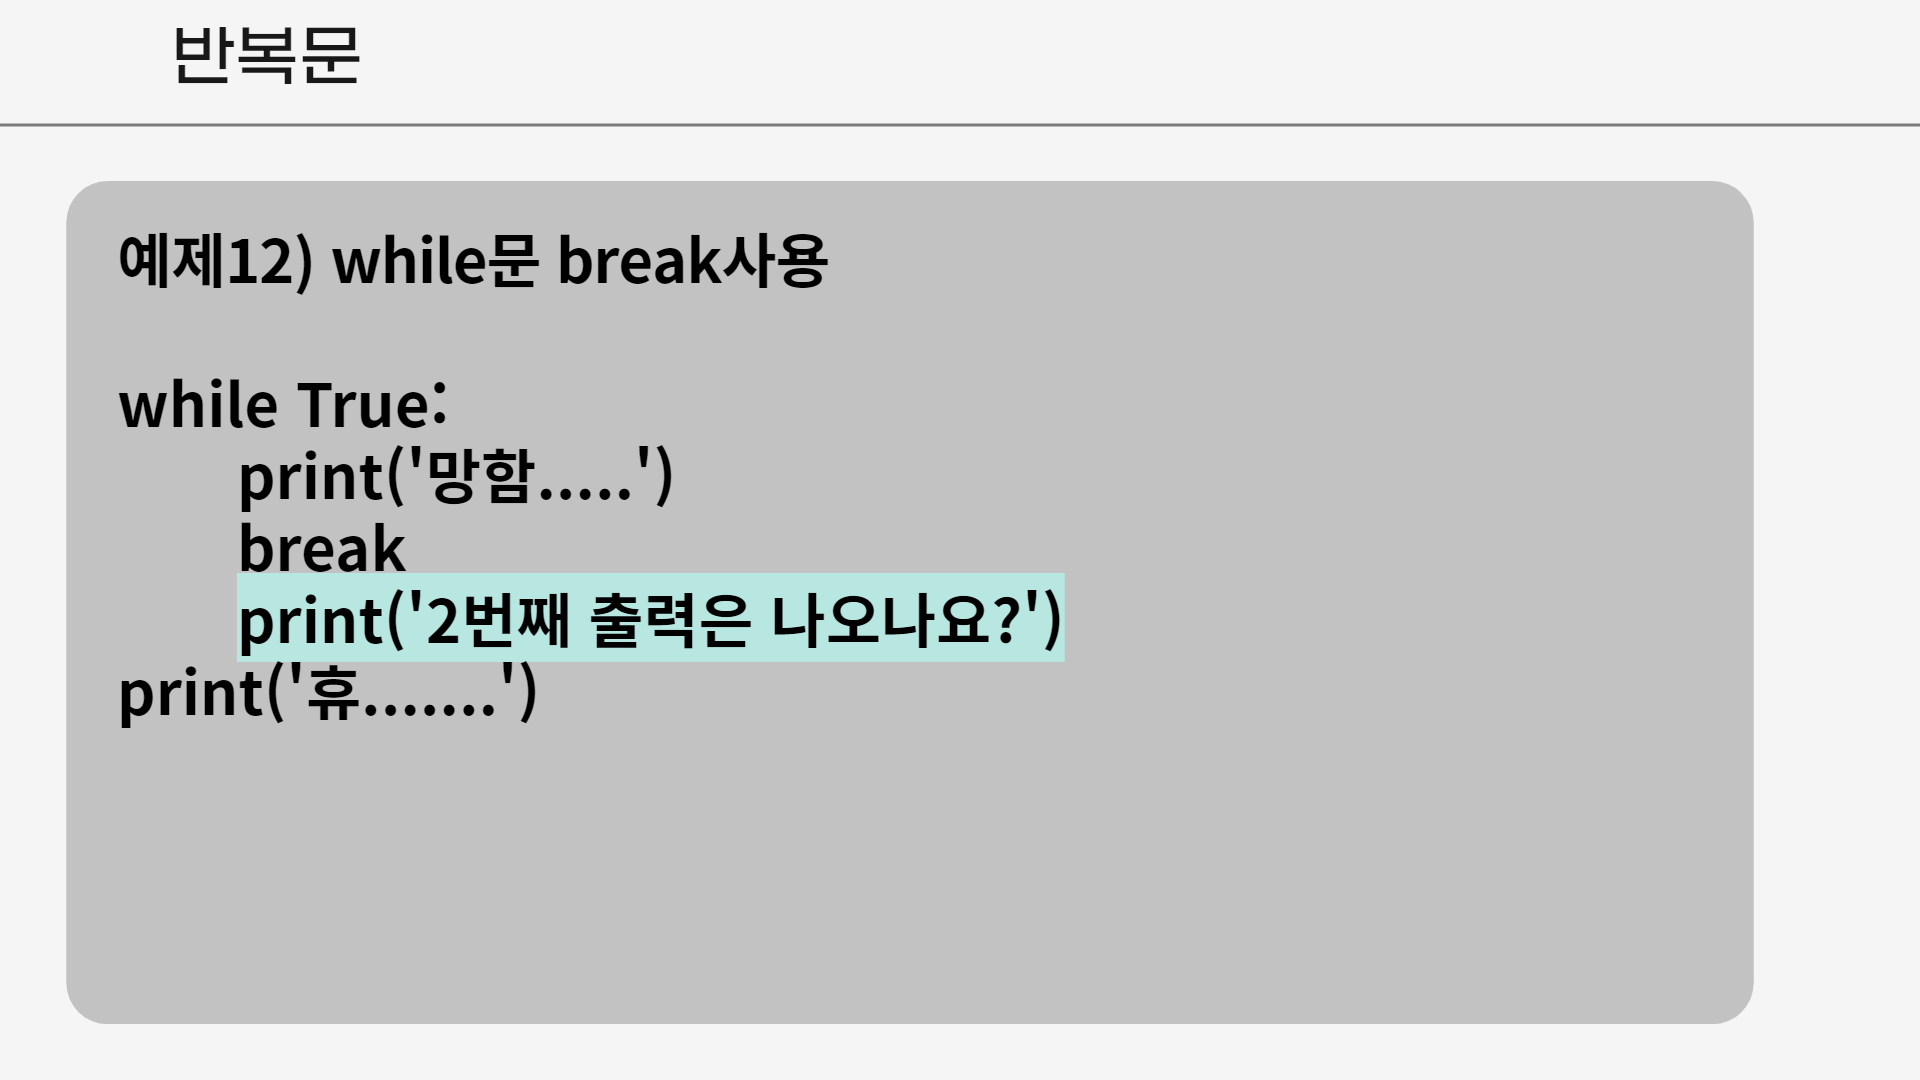 반복문
예제12) while문 break사용
while True:
print('망함.....')
break
print('2번째 출력은 나오나요?')
print('휴.......')